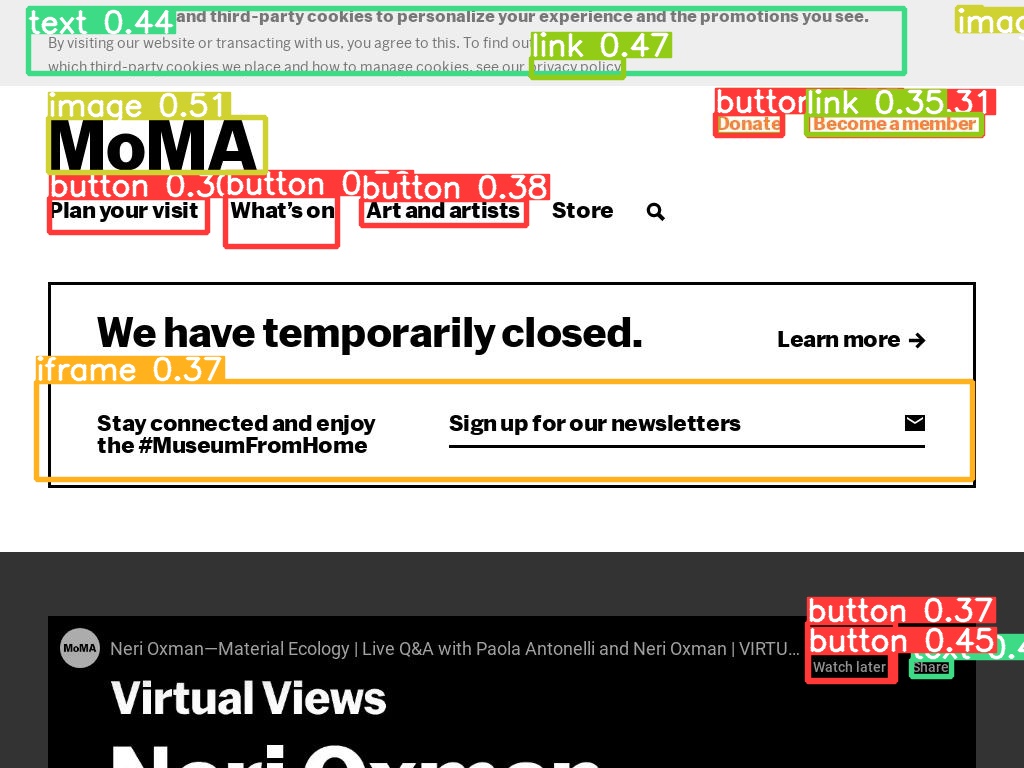 text 0.44 and third-party cookies to personalize your experience and the promotions you see.
By visiting our website or transacting with us, you agree to this. To find out
link 0.47
which third-party cookies we place and how to manage cookies, see our privacy policy
image 0.51
button
link 0.35
.31
MoMA
Donate
Become a member
button 0.30
button
button 0.38
Plan your visit
What's on
Art and artists
Store
We have temporarily closed.
Learn more →
iframe 0.37
Stay connected and enjoy
the #MuseumFromHome
Sign up for our newsletters
button 0.37
button 0.45
MoMA
Neri Oxman—Material Ecology | Live Q&A with Paola Antonelli and Neri Oxman | VIRTU...
Watch later
Share
Virtual Views
Neri Oxman